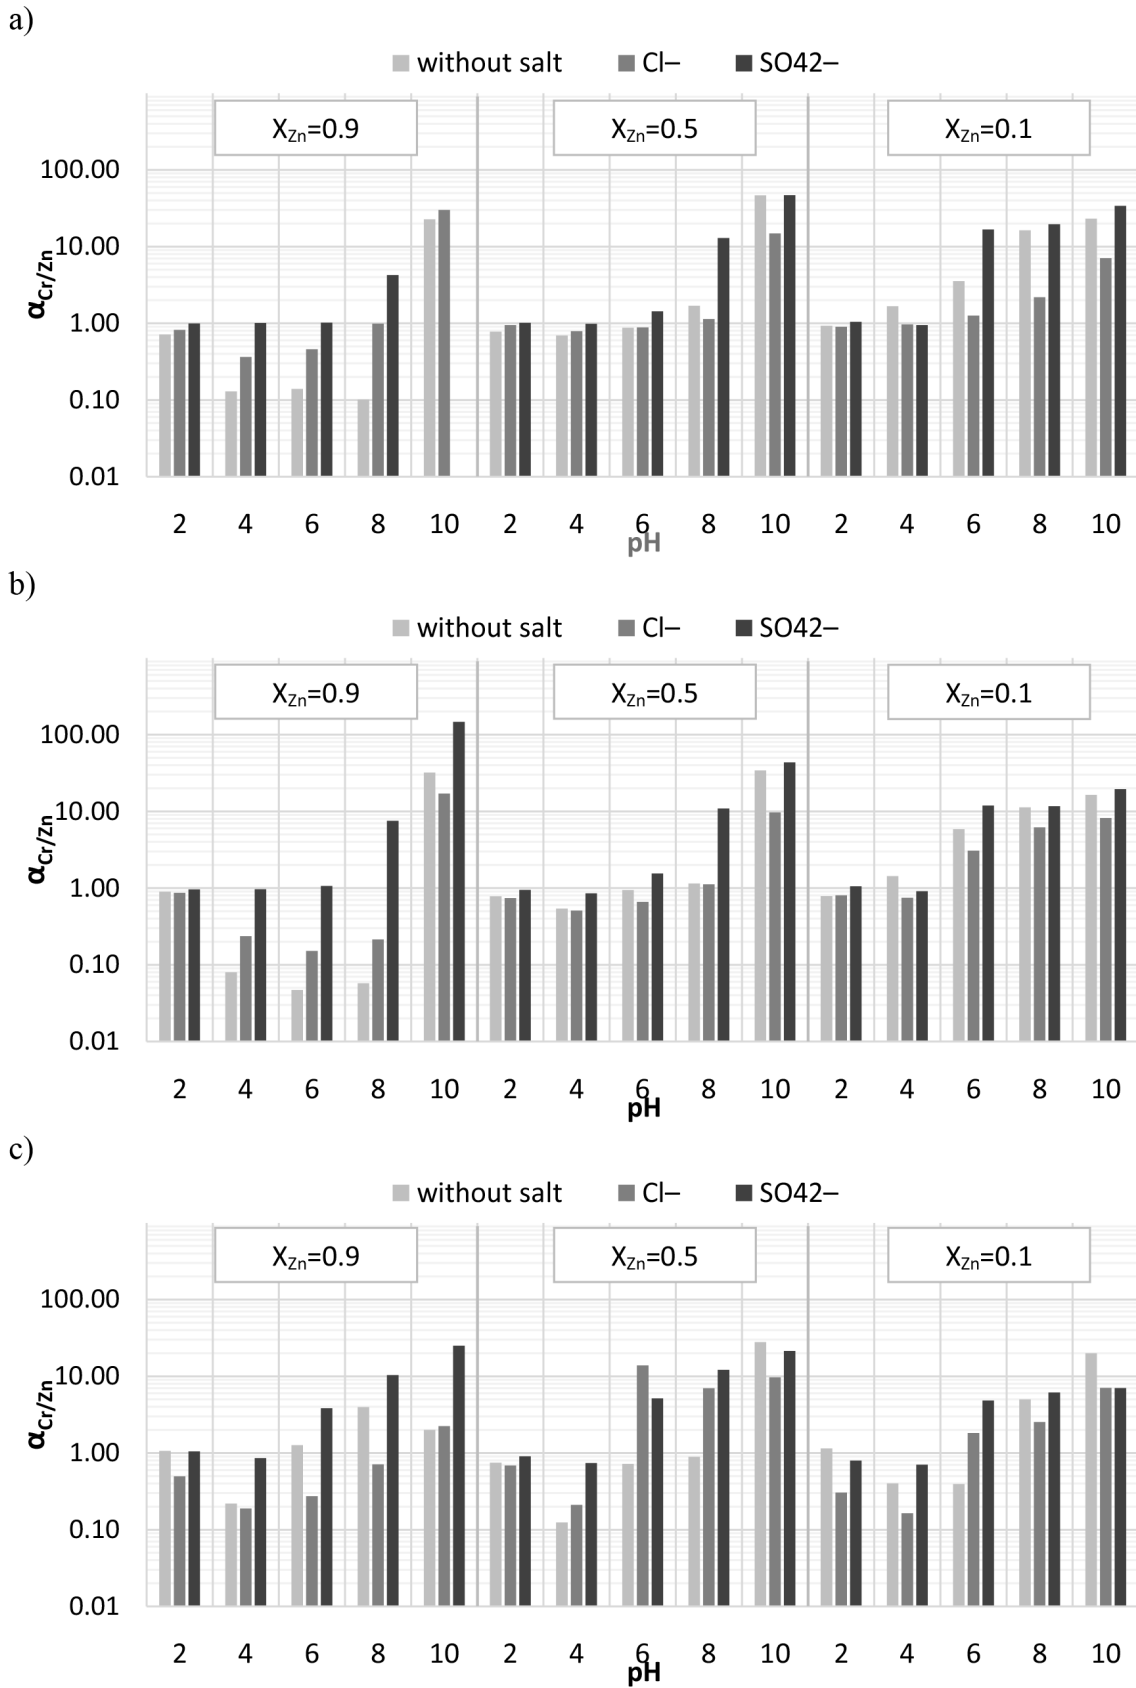 a)
without salt Cl– SO42–
XZn=0.9 XZn=0.5 XZn=0.1
100.00
10.00
1.00
0.10
0.01
αCr/Zn
2 4 6 8 10 2 4 6 8 10 2 4 6 8 10
pH
b)
without salt Cl– SO42–
XZn=0.9 XZn=0.5 XZn=0.1
100.00
10.00
1.00
0.10
0.01
αCr/Zn
2 4 6 8 10 2 4 6 8 10 2 4 6 8 10
pH
c)
without salt Cl– SO42–
XZn=0.9 XZn=0.5 XZn=0.1
100.00
10.00
1.00
0.10
0.01
αCr/Zn
2 4 6 8 10 2 4 6 8 10 2 4 6 8 10
pH